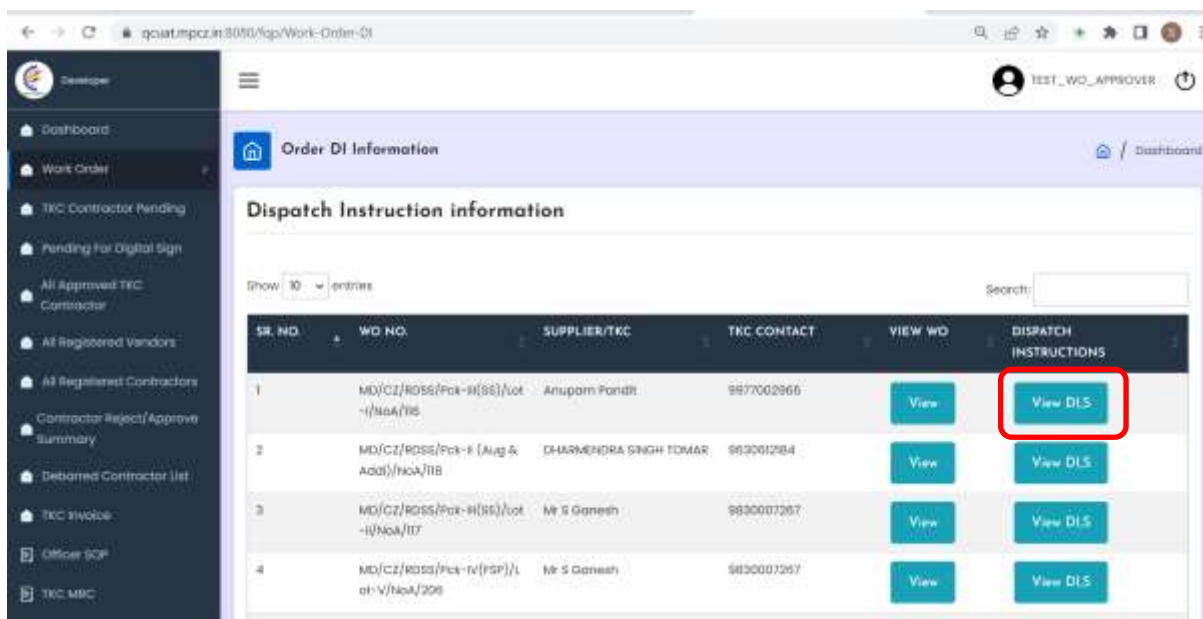 qcuat.mpcz.in:8080/fqp/Work-Order-DI
Developer
TEST_WO_APPROVER
Dashboard
Work Order
TKC Contractor Pending
Pending For Digital Sign
All Approved TKC
Contractor
All Registered Vendors
All Registered Contractors
Contractor Reject/Approve
Summary
Debarred Contractor List
TKC Invoice
Officer SOP
TKC MRC
Order DI Information
/ Dashboard
Dispatch Instruction information
Show 10 entries
Search:
SR. NO. WO NO. SUPPLIER/TKC TKC CONTACT VIEW WO DISPATCH
INSTRUCTIONS
1 MD/CZ/RDSS/Pck-III(SS)/Lot Anupam Pandit 9977002966 View View DLS
-I/NoA/116
2 MD/CZ/RDSS/Pck-II (Aug & DHARMENDRA SINGH TOMAR View View DLS
Addl)/NoA/118
3 MD/CZ/RDSS/Pck-III(SS)/Lot Mr S Ganesh 9830007267 View View DLS
-II/NoA/117
4 MD/CZ/RDSS/Pck-IV(FSP)/L Mr S Ganesh 9830007267 View View DLS
ot-V/NoA/206